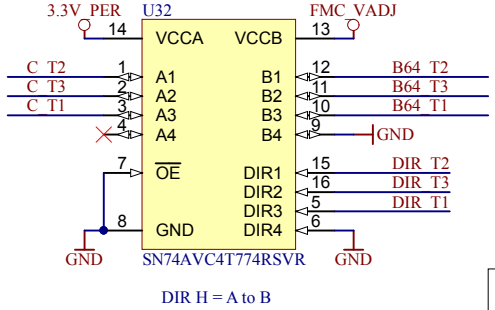 3.3V_PER U32 FMC_VADJ
14 VCCA VCCB 13
C_T2 1 A1 B1 12 B64_T2
C_T3 2 A2 B2 11 B64_T3
C_T1 3 A3 B3 10 B64_T1
4 A4 B4 9 GND
7 OE DIR1 15 DIR_T2
DIR2 16 DIR_T3
DIR3 5 DIR_T1
8 GND DIR4 6
GND SN74AVC4T774RSVR GND
DIR H = A to B